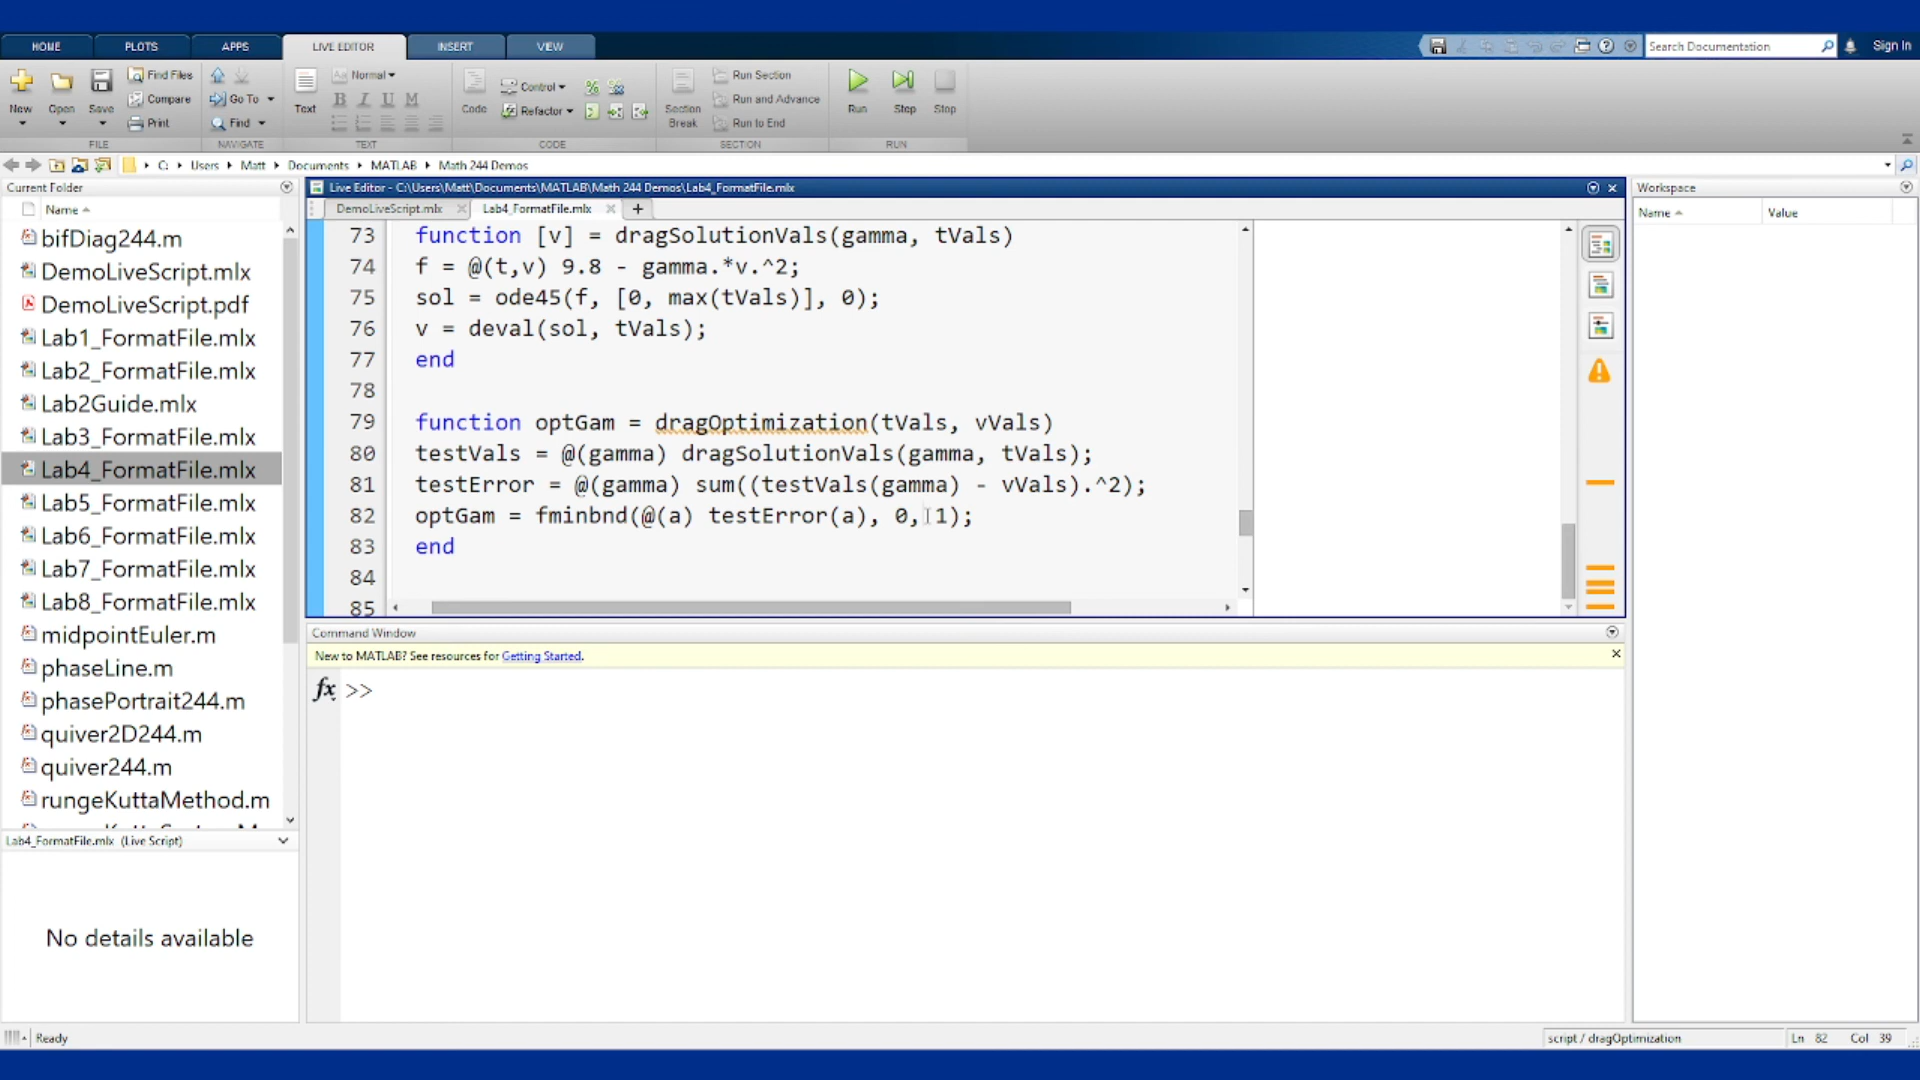 HOME PLOTS APPS LIVE EDITOR INSERT VIEW
Search Documentation Sign In
New Open Save
Find Files
Compare
Print
Go To
Find
Text
Aa Normal
B I U M
Code
Control
Refactor
Section Break
Run Section
Run and Advance
Run to End
Run Step Stop
FILE NAVIGATE TEXT CODE SECTION RUN
C: Users Matt Documents MATLAB Math 244 Demos
Current Folder
Name
bifDiag244.m
DemoLiveScript.mlx
DemoLiveScript.pdf
Lab1_FormatFile.mlx
Lab2_FormatFile.mlx
Lab2Guide.mlx
Lab3_FormatFile.mlx
Lab4_FormatFile.mlx
Lab5_FormatFile.mlx
Lab6_FormatFile.mlx
Lab7_FormatFile.mlx
Lab8_FormatFile.mlx
midpointEuler.m
phaseLine.m
phasePortrait244.m
quiver2D244.m
quiver244.m
rungeKuttaMethod.m
Lab4_FormatFile.mlx (Live Script)
No details available
Live Editor - C:\Users\Matt\Documents\MATLAB\Math 244 Demos\Lab4_FormatFile.mlx
DemoLiveScript.mlx Lab4_FormatFile.mlx +
73 function [v] = dragSolutionVals(gamma, tVals)
74 f = @(t,v) 9.8 - gamma.*v.^2;
75 sol = ode45(f, [0, max(tVals)], 0);
76 v = deval(sol, tVals);
77 end
78
79 function optGam = dragOptimization(tVals, vVals)
80 testVals = @(gamma) dragSolutionVals(gamma, tVals);
81 testError = @(gamma) sum((testVals(gamma) - vVals).^2);
82 optGam = fminbnd(@(a) testError(a), 0, 1);
83 end
84
85
Command Window
New to MATLAB? See resources for Getting Started.
fx >>
Workspace
Name Value
Ready
script / dragOptimization Ln 82 Col 39